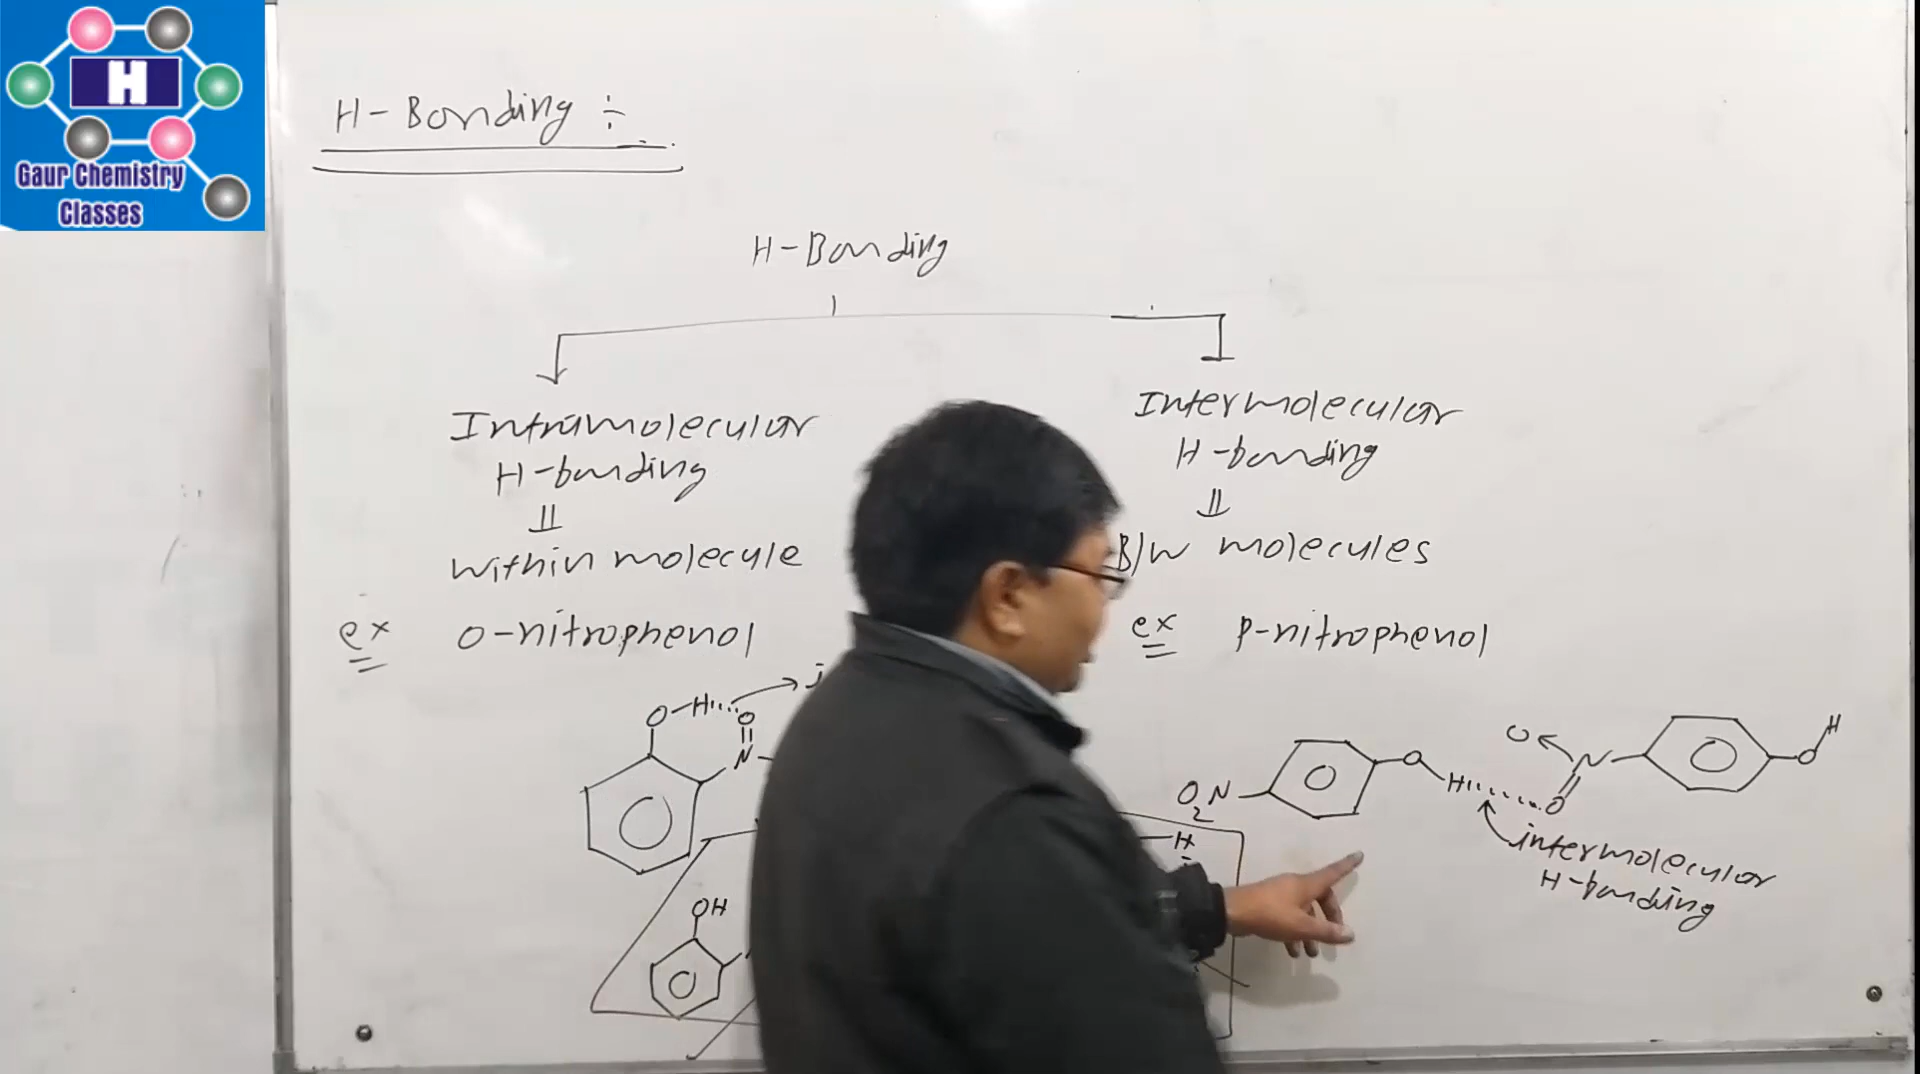 H
Gaur Chemistry
Classes
H-Bonding ÷
H-Bonding
Intramolecular
H-bonding
within molecule
ex o-nitrophenol
O-H
O
N
OH
Intermolecular
H-bonding
B/w molecules
ex p-nitrophenol
O2N
O
H
O
N
O
O
H
intermolecular
H-bonding
H